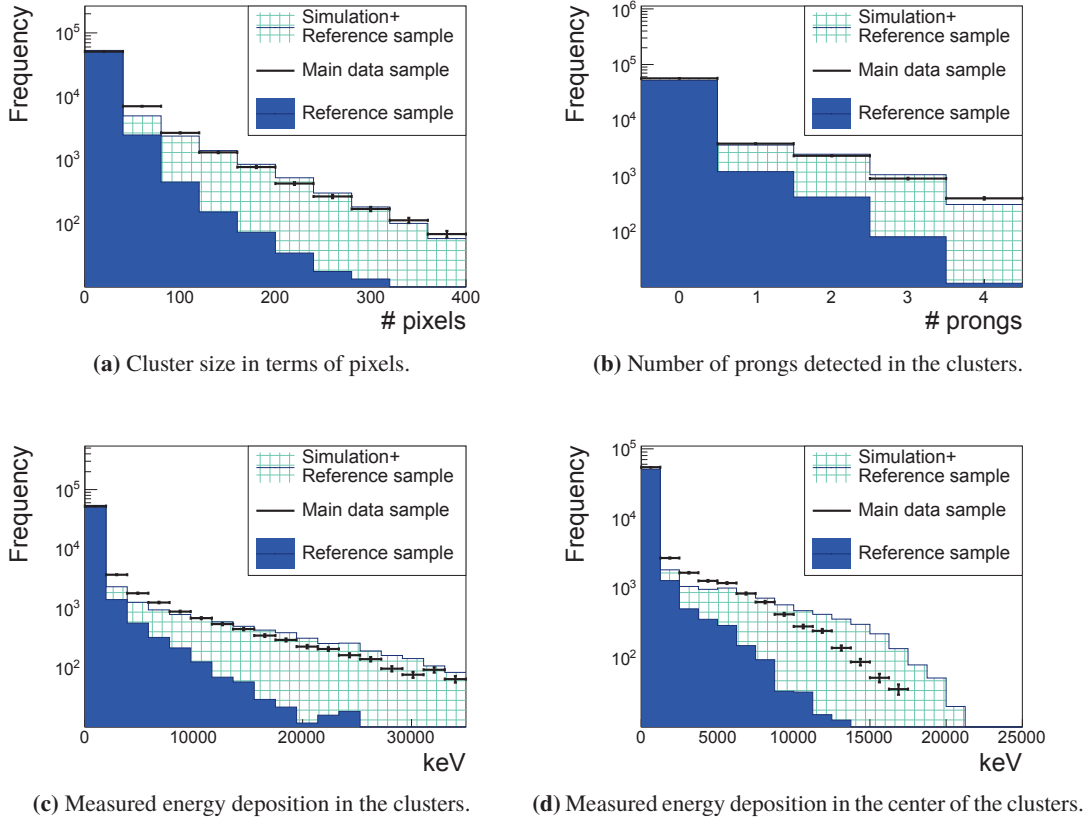 Frequency
10^5
10^4
10^3
10^2
0 100 200 300 400
# pixels
Simulation+
Reference sample
Main data sample
Reference sample
(a) Cluster size in terms of pixels.
Frequency
10^6
10^5
10^4
10^3
10^2
0 1 2 3 4
# prongs
Simulation+
Reference sample
Main data sample
Reference sample
(b) Number of prongs detected in the clusters.
Frequency
10^5
10^4
10^3
10^2
0 10000 20000 30000
keV
Simulation+
Reference sample
Main data sample
Reference sample
(c) Measured energy deposition in the clusters.
Frequency
10^5
10^4
10^3
10^2
0 5000 10000 15000 20000 25000
keV
Simulation+
Reference sample
Main data sample
Reference sample
(d) Measured energy deposition in the center of the clusters.